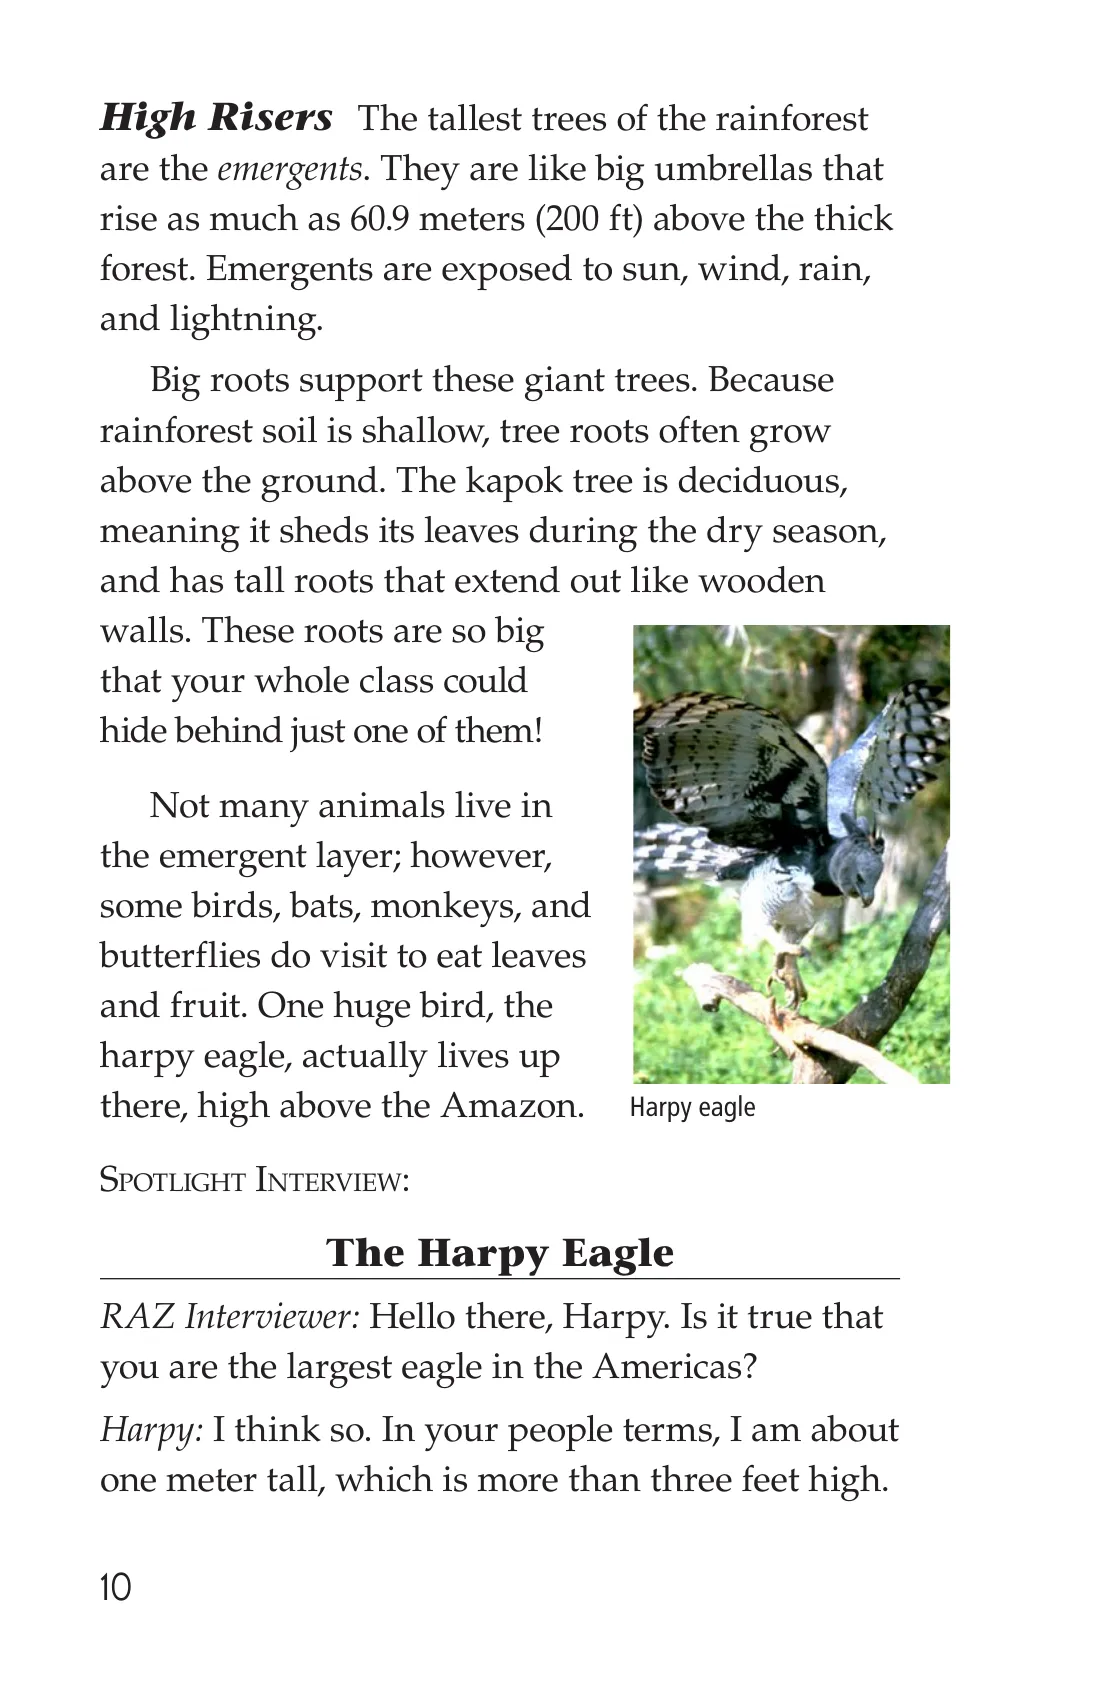 High Risers The tallest trees of the rainforest
are the emergents. They are like big umbrellas that
rise as much as 60.9 meters (200 ft) above the thick
forest. Emergents are exposed to sun, wind, rain,
and lightning.
Big roots support these giant trees. Because
rainforest soil is shallow, tree roots often grow
above the ground. The kapok tree is deciduous,
meaning it sheds its leaves during the dry season,
and has tall roots that extend out like wooden
walls. These roots are so big
that your whole class could
hide behind just one of them!
Not many animals live in
the emergent layer; however,
some birds, bats, monkeys, and
butterflies do visit to eat leaves
and fruit. One huge bird, the
harpy eagle, actually lives up
there, high above the Amazon.
Harpy eagle
SPOTLIGHT INTERVIEW:
The Harpy Eagle
RAZ Interviewer: Hello there, Harpy. Is it true that
you are the largest eagle in the Americas?
Harpy: I think so. In your people terms, I am about
one meter tall, which is more than three feet high.
10